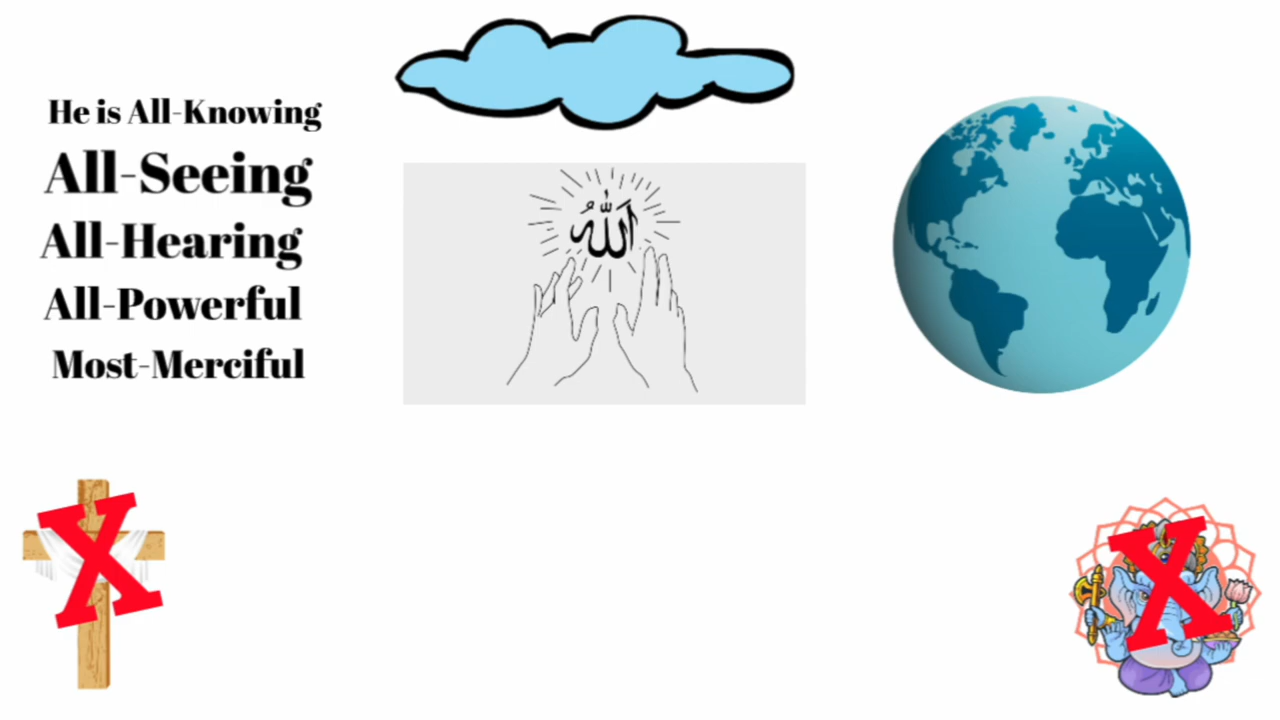 He is All-Knowing
All-Seeing
All-Hearing
All-Powerful
Most-Merciful
الله
X
X